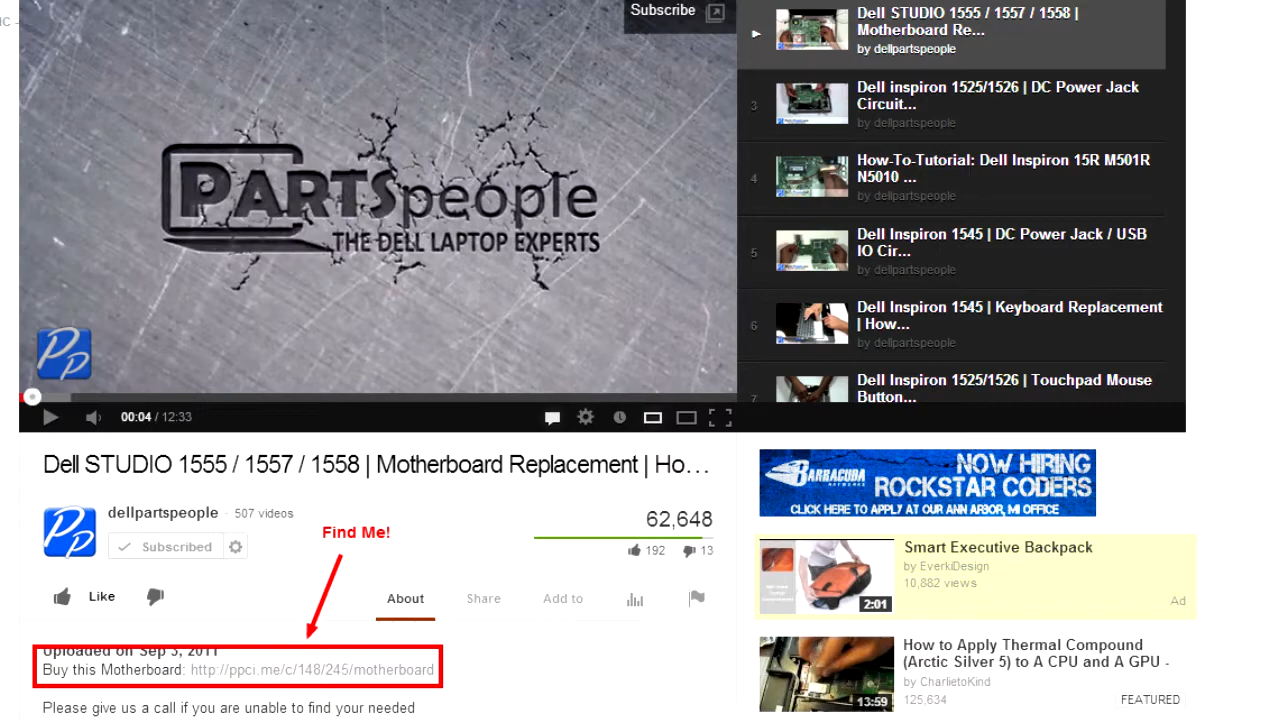 IC -
Subscribe
PARTSpeople
THE DELL LAPTOP EXPERTS
PP
00:04 / 12:33
Dell STUDIO 1555 / 1557 / 1558 |
Motherboard Re...
by dellpartspeople
3
Dell inspiron 1525/1526 | DC Power Jack
Circuit...
by dellpartspeople
4
How-To-Tutorial: Dell Inspiron 15R M501R
N5010 ...
by dellpartspeople
5
Dell Inspiron 1545 | DC Power Jack / USB
IO Cir...
by dellpartspeople
6
Dell Inspiron 1545 | Keyboard Replacement
| How...
by dellpartspeople
7
Dell Inspiron 1525/1526 | Touchpad Mouse
Button...
Dell STUDIO 1555 / 1557 / 1558 | Motherboard Replacement | Ho...
PP
dellpartspeople · 507 videos
Subscribed
Find Me!
62,648
192 13
Like
About Share Add to
Uploaded on Sep 3, 2011
Buy this Motherboard: http://ppci.me/c/148/245/motherboard
Please give us a call if you are unable to find your needed
BARRACUDA
NETWORKS
NOW HIRING
ROCKSTAR CODERS
CLICK HERE TO APPLY AT OUR ANN ARBOR, MI OFFICE
Smart Executive Backpack
by EverkiDesign
10,882 views
2:01
Ad
How to Apply Thermal Compound
(Arctic Silver 5) to A CPU and A GPU -
by CharlietoKind
125,634
13:59
FEATURED